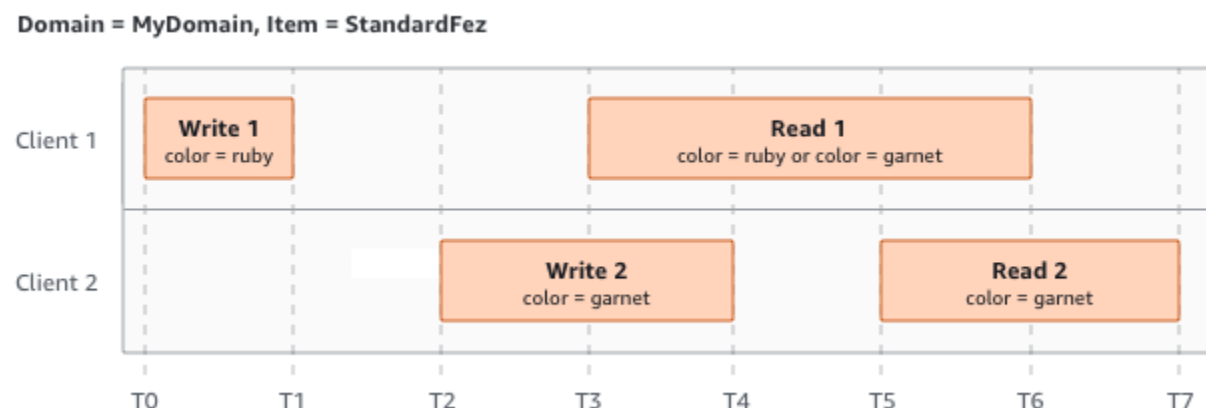 Domain = MyDomain, Item = StandardFez
Client 1
Write 1
color = ruby
Read 1
color = ruby or color = garnet
Client 2
Write 2
color = garnet
Read 2
color = garnet
T0 T1 T2 T3 T4 T5 T6 T7